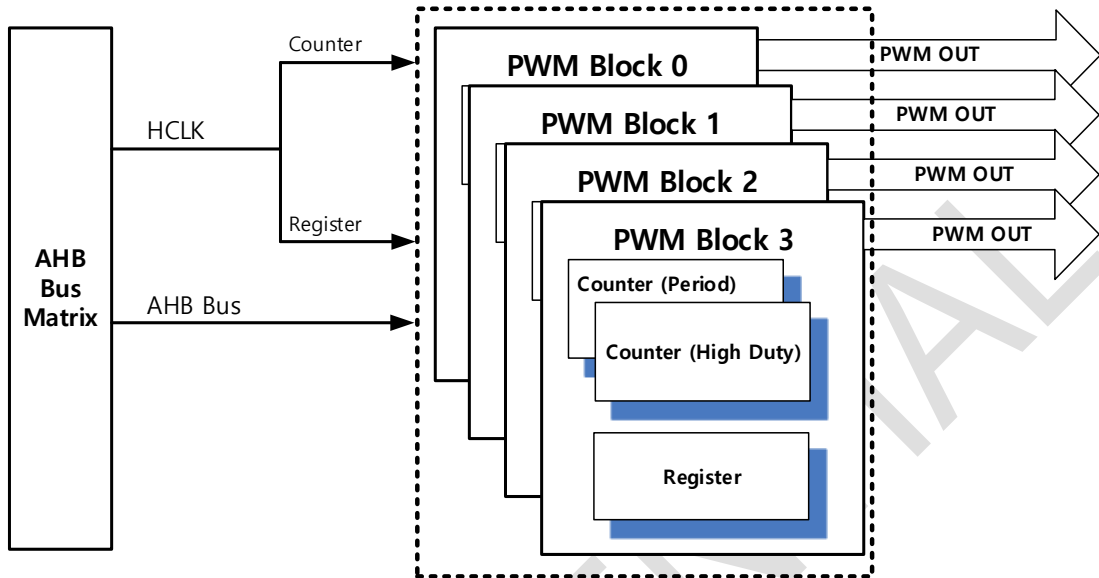 Counter
HCLK
Register
AHB
Bus
Matrix
AHB Bus
PWM Block 0
PWM Block 1
PWM Block 2
PWM Block 3
Counter (Period)
Counter (High Duty)
Register
PWM OUT
PWM OUT
PWM OUT
PWM OUT